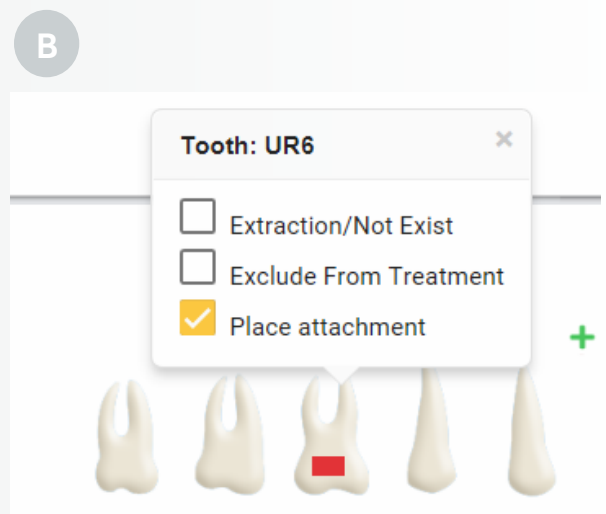 B
Tooth: UR6 ×
Extraction/Not Exist
Exclude From Treatment
Place attachment
+